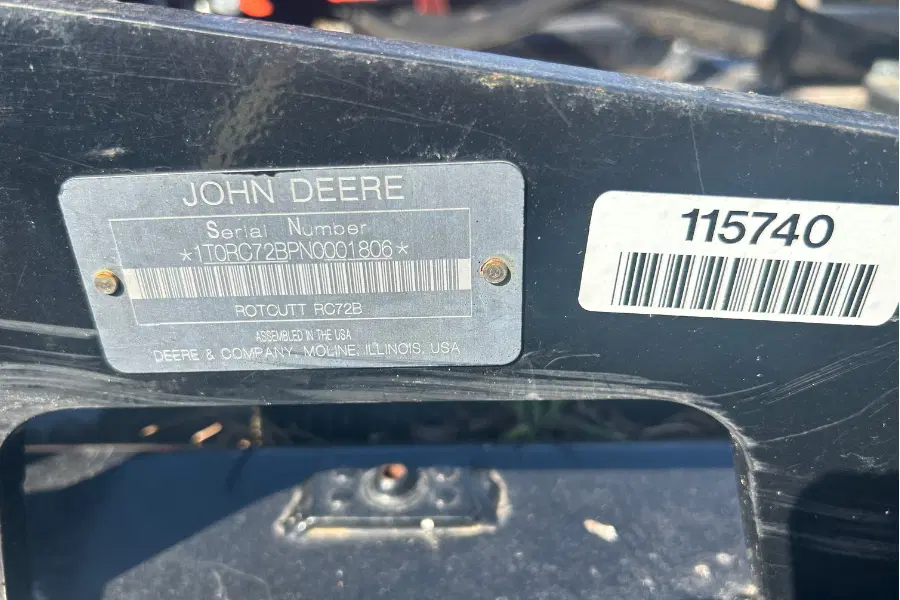 JOHN DEERE
Serial Number
*1T0RC72BPN0001806*
ROTCUTT RC72B
ASSEMBLED IN THE USA
DEERE & COMPANY, MOLINE, ILLINOIS, USA
115740